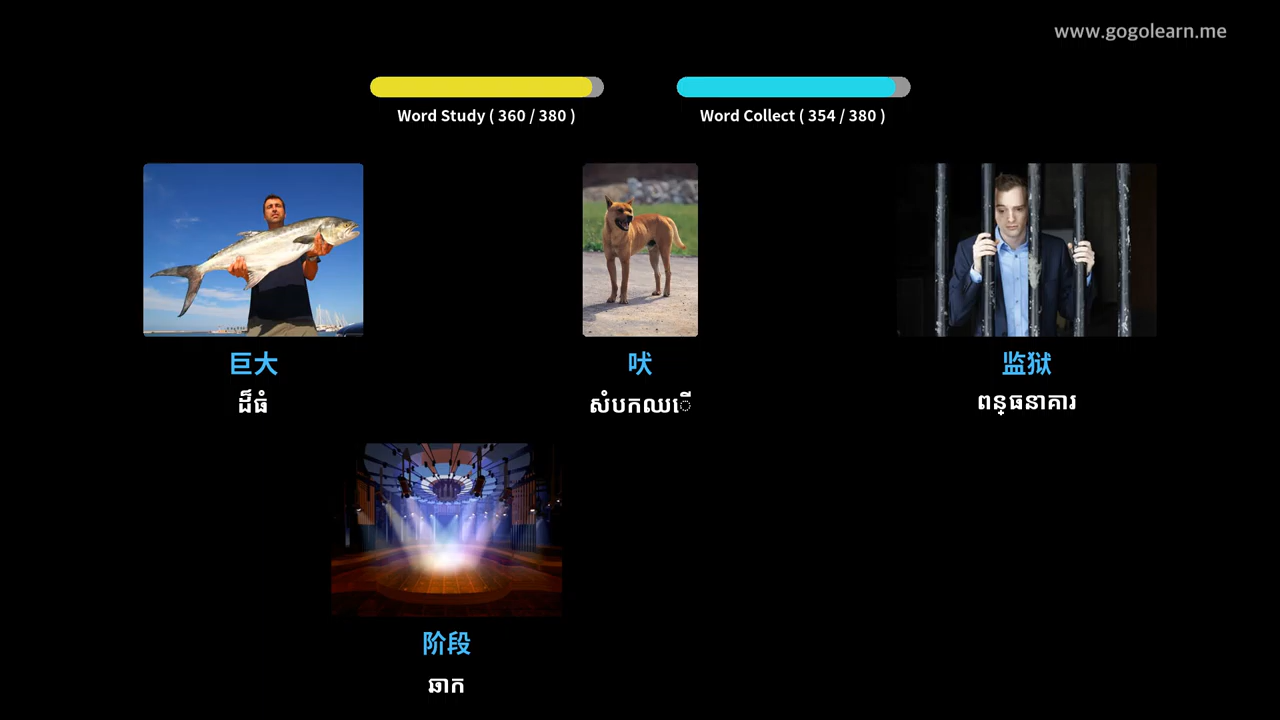 www.gogolearn.me
Word Study ( 360 / 380 )
Word Collect ( 354 / 380 )
巨大
ដ៏ធំ
吠
សំបកឈើ
监狱
ពន្ធនាគារ
阶段
ឆាក